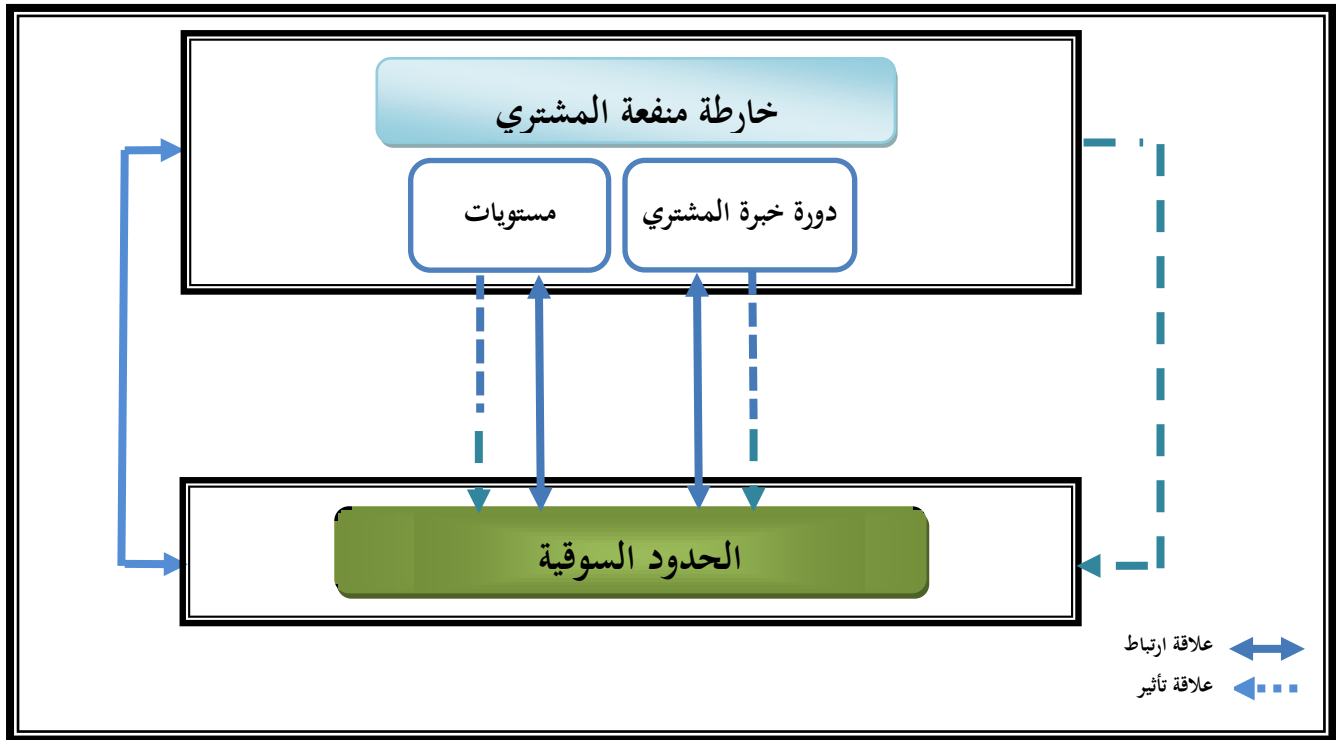 خارطة منفعة المشتري
دورة خبرة المشتري
مستويات
الحدود السوقية
علاقة ارتباط
علاقة تأثير